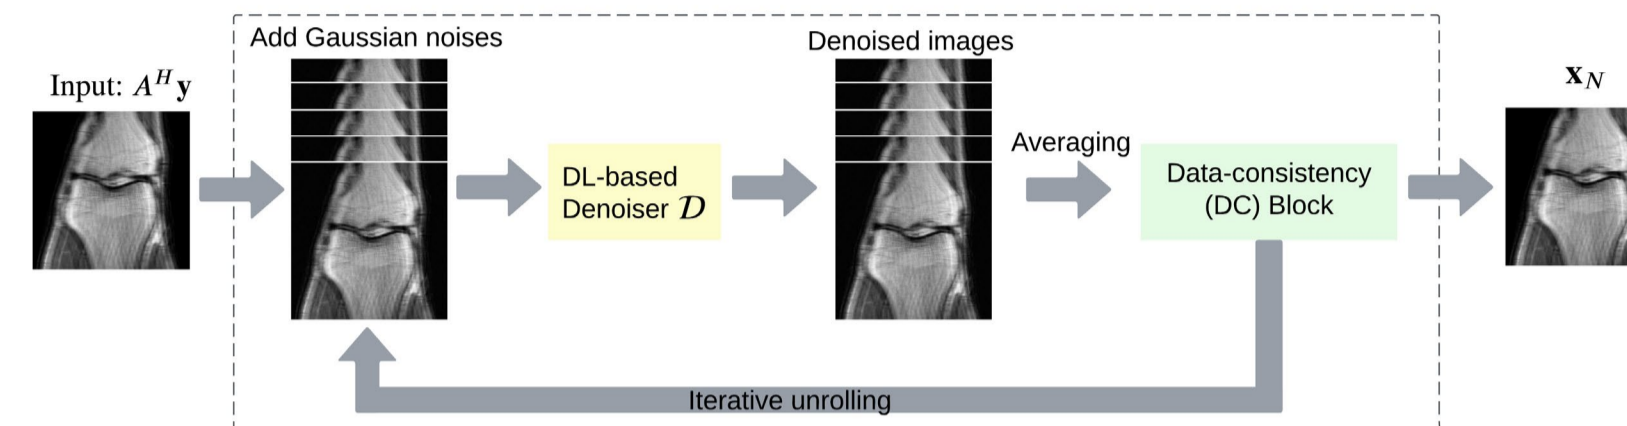 Add Gaussian noises
Denoised images
Input: A^H y
x_N
Averaging
DL-based
Denoiser 𝒟
Data-consistency
(DC) Block
Iterative unrolling